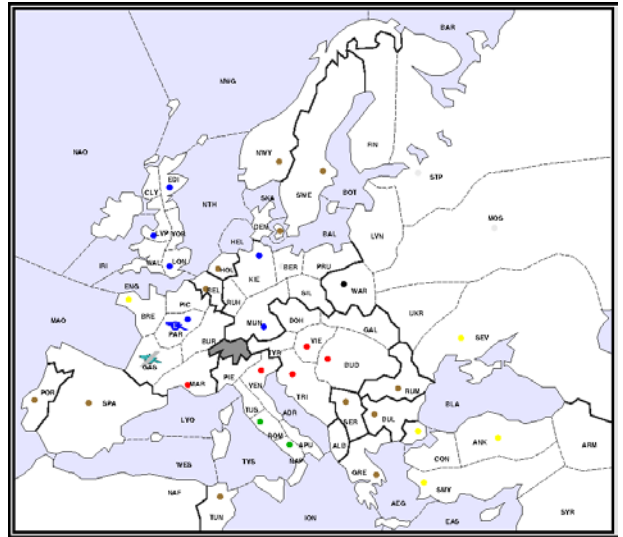 BAR
NWG
NAO
FIN
NWY
STP
SWE
EDI
CLY
BOT
SKA
NTH
MOS
DEN
LVP
YOR
HEL
BAL
LVN
IRI
WAL
LON
HOL
KIE
BER
PRU
ENG
BEL
WAR
RUH
SIL
PIC
UKR
MAO
BRE
MUN
BOH
GAL
PAR
SEV
BUR
VIE
TYR
BUD
GAS
PIE
VEN
TRI
MAR
RUM
POR
SPA
TUS
ADR
BLA
LYO
SER
BUL
ROM
ANK
APU
ARM
ALB
CON
WES
TYS
NAP
GRE
SMY
NAF
AEG
SYR
TUN
ION
EAS